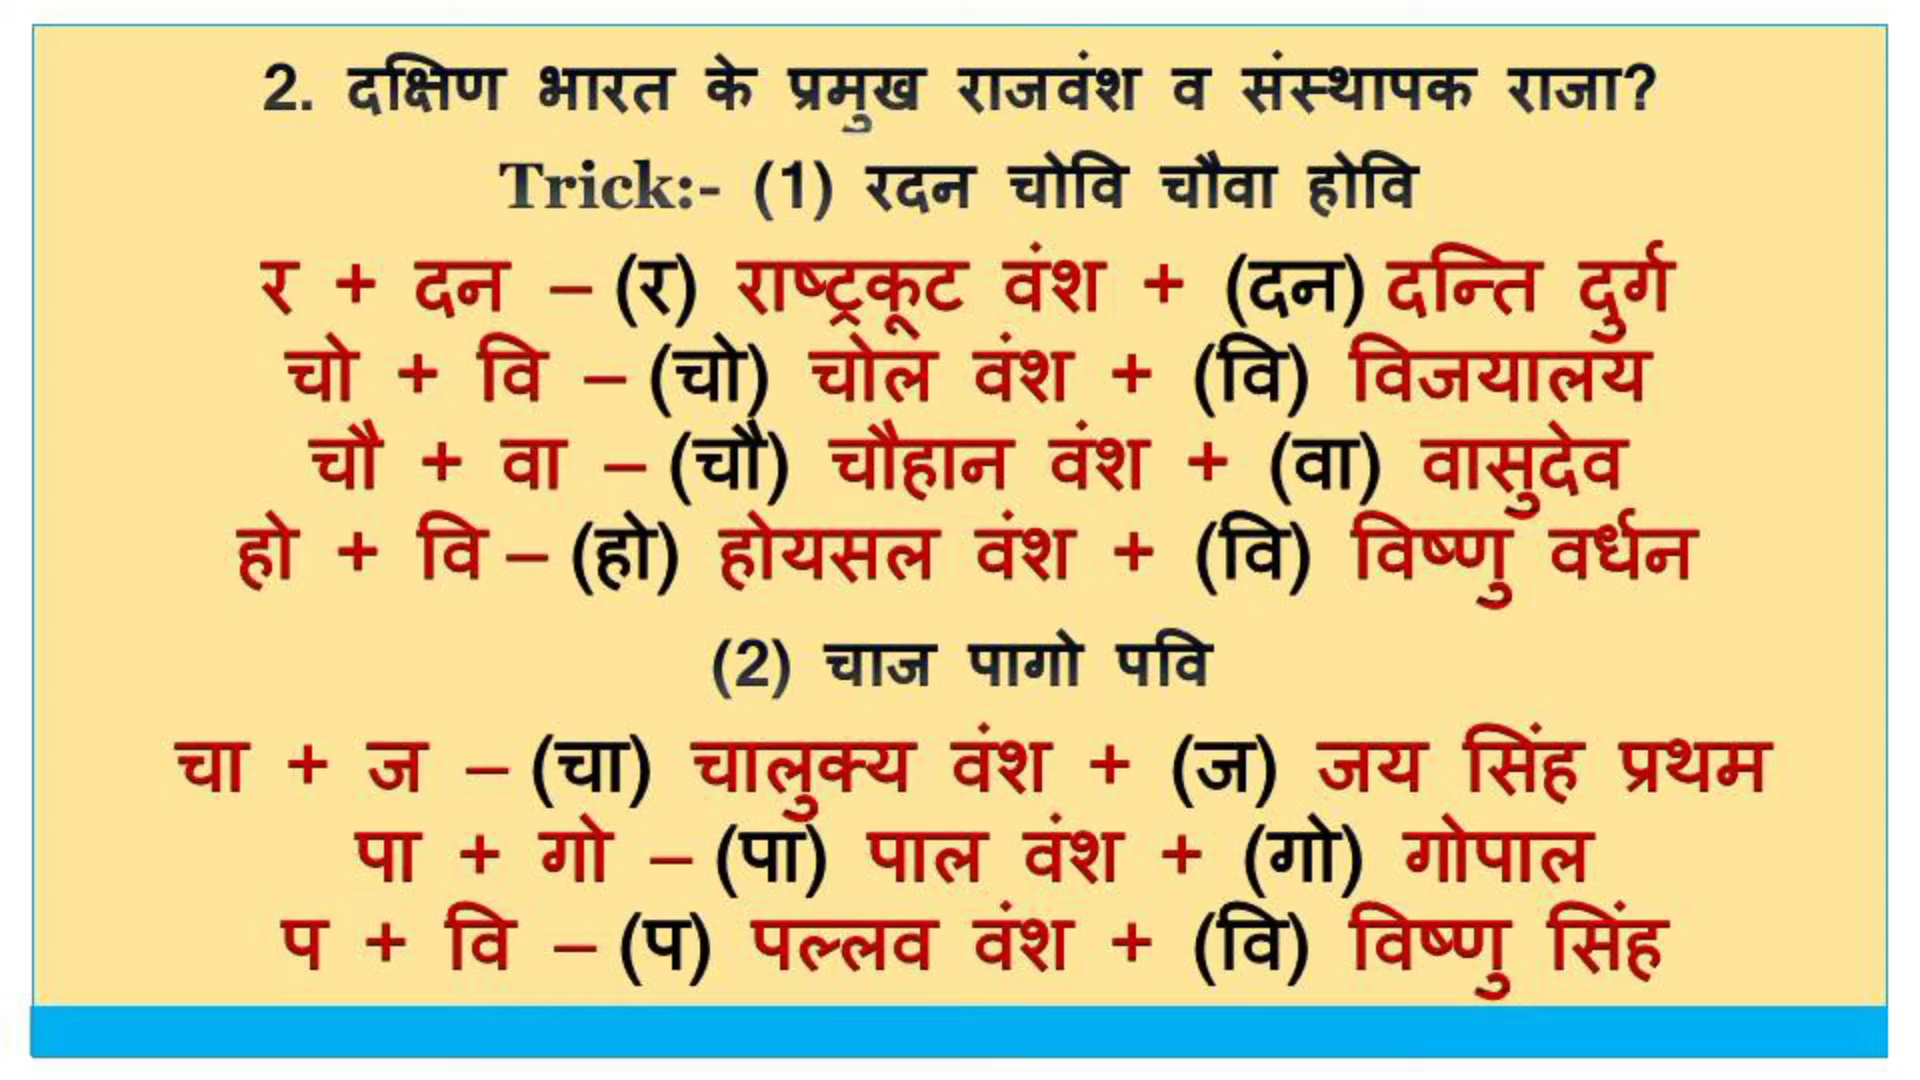 2. दक्षिण भारत के प्रमुख राजवंश व संस्थापक राजा?
Trick:- (1) रदन चोवि चौवा होवि
र + दन – (र) राष्ट्रकूट वंश + (दन) दन्ति दुर्ग
चो + वि – (चो) चोल वंश + (वि) विजयालय
चौ + वा – (चौ) चौहान वंश + (वा) वासुदेव
हो + वि – (हो) होयसल वंश + (वि) विष्णु वर्धन
(2) चाज पागो पवि
चा + ज – (चा) चालुक्य वंश + (ज) जय सिंह प्रथम
पा + गो – (पा) पाल वंश + (गो) गोपाल
प + वि – (प) पल्लव वंश + (वि) विष्णु सिंह